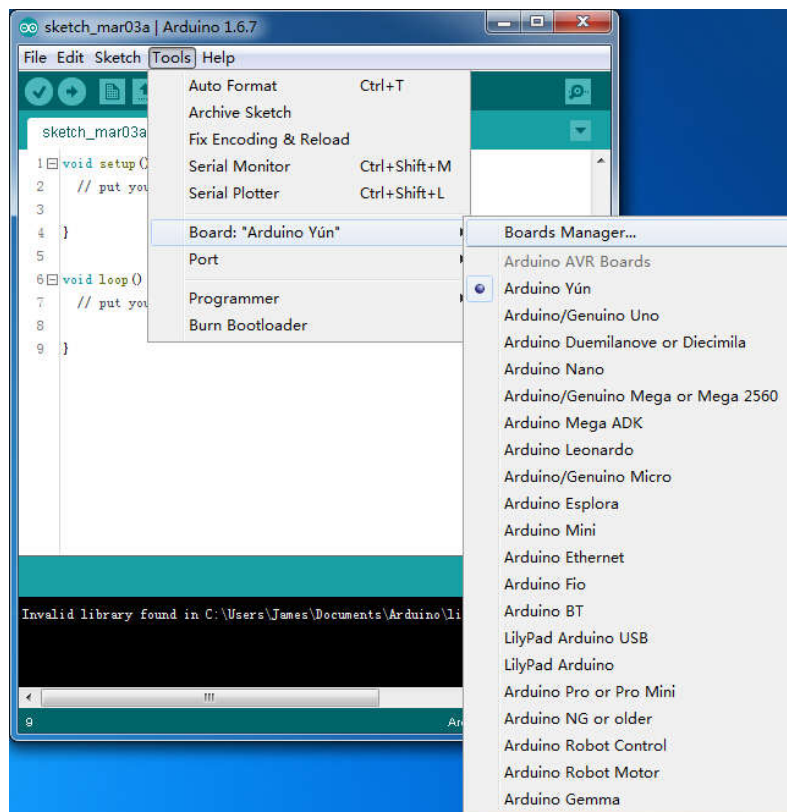 sketch_mar03a | Arduino 1.6.7
File Edit Sketch Tools Help
sketch_mar03a
Auto Format Ctrl+T
Archive Sketch
Fix Encoding & Reload
Serial Monitor Ctrl+Shift+M
Serial Plotter Ctrl+Shift+L
Board: "Arduino Yún"
Port
Programmer
Burn Bootloader
1 void setup()
2 // put you
3
4 }
5
6 void loop()
7 // put you
8
9 }
Boards Manager...
Arduino AVR Boards
Arduino Yún
Arduino/Genuino Uno
Arduino Duemilanove or Diecimila
Arduino Nano
Arduino/Genuino Mega or Mega 2560
Arduino Mega ADK
Arduino Leonardo
Arduino/Genuino Micro
Arduino Esplora
Arduino Mini
Arduino Ethernet
Arduino Fio
Arduino BT
LilyPad Arduino USB
LilyPad Arduino
Arduino Pro or Pro Mini
Arduino NG or older
Arduino Robot Control
Arduino Robot Motor
Arduino Gemma
Invalid library found in C:\Users\James\Documents\Arduino\li
9 Ar